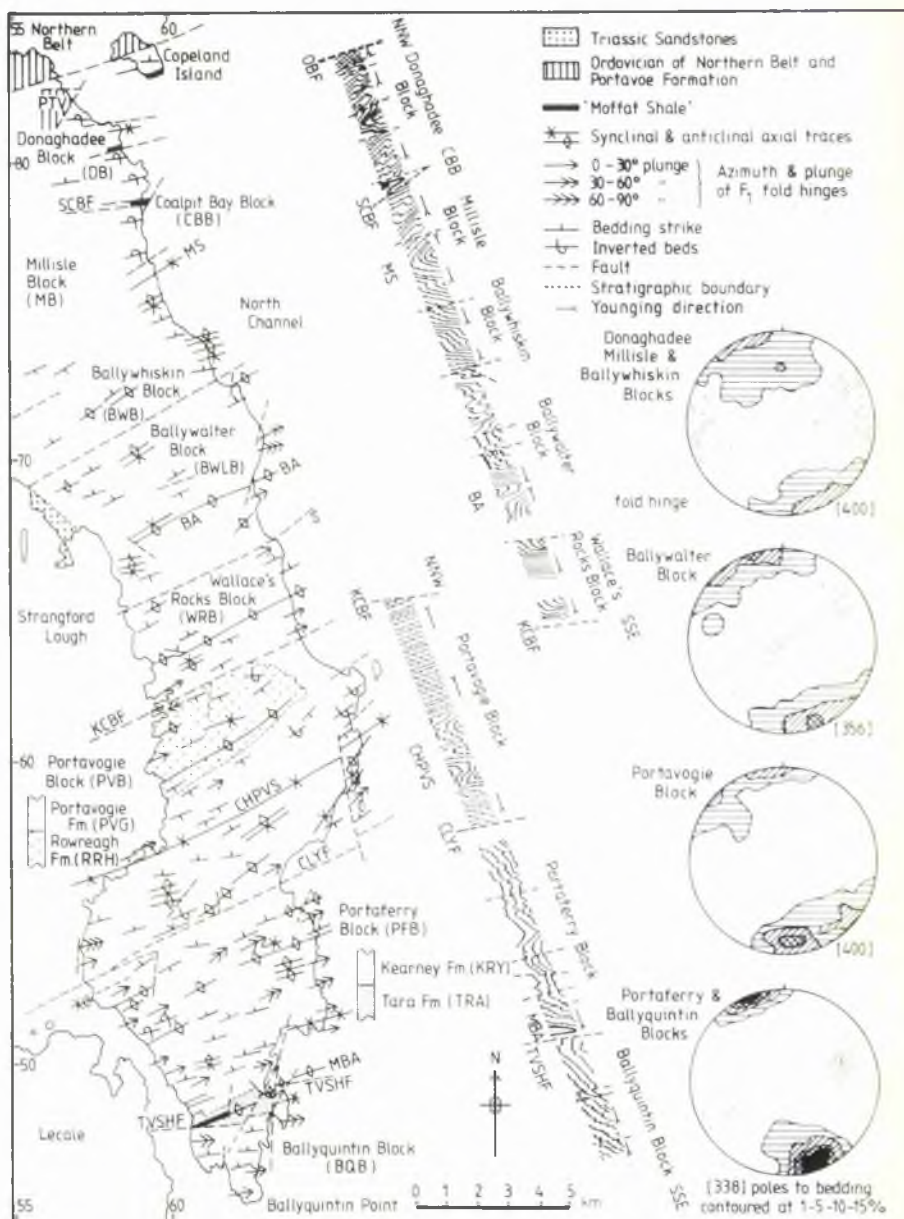 55 Northern
Belt
60
Copeland
Island
PTV
Donaghadee
Block
(DB)
80
SCBF
Coalpit Bay Block
(CBB)
MS
Millisle
Block
(MB)
North
Channel
Ballywhiskin
Block
(BWB)
Ballywalter
Block
(BWLB)
70
BA
BA
Wallace's
Rocks Block
(WRB)
Strangford
Lough
KCBF
Portavogie
Block (PVB)
60
Portavogie
Fm (PVG)
Rowreagh
Fm.(RRH)
CHPVS
CLYF
Portaferry
Block (PFB)
Kearney Fm (KRY)
Tara Fm (TRA)
50
MBA
TVSHF
TVSHF
Lecale
Ballyquintin Block
(BQB)
55
60
Ballyquintin Point
NNW
DBF
Donaghadee
Block
CBB
SCBF
Millisle
Block
MS
Ballywhiskin
Block
Ballywalter
Block
BA
Wallace's
Rocks Block
SSE
KCBF
NNW
KCBF
Portavogie Block
CHPVS
CLYF
Portaferry Block
MBA
TVSHF
Ballyquintin Block
SSE
N
0 1 2 3 4 5
km
Triassic Sandstones
Ordovician of Northern Belt and
Portavoe Formation
'Moffat Shale'
Synclinal & anticlinal axial traces
0-30° plunge
30-60° "
60-90° "
Azimuth & plunge
of F1 fold hinges
Bedding strike
Inverted beds
Fault
Stratigraphic boundary
Younging direction
Donaghadee
Millisle &
Ballywhiskin
Blocks
fold hinge
[400]
Ballywalter
Block
[356]
Portavogie
Block
[400]
Portaferry &
Ballyquintin
Blocks
[338] poles to bedding
contoured at 1-5-10-15%